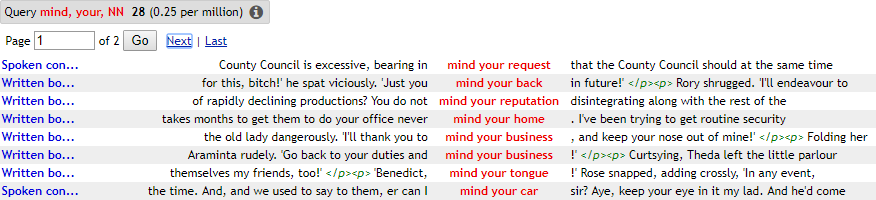 Query mind, your, NN 28 (0.25 per million) i
Page 1 of 2 Go Next | Last
Spoken con... County Council is excessive, bearing in mind your request that the County Council should at the same time
Written bo... for this, bitch!' he spat viciously. 'Just you mind your back in future!' </p><p> Rory shrugged. 'I'll endeavour to
Written bo... of rapidly declining productions? You do not mind your reputation disintegrating along with the rest of the
Written bo... takes months to get them to do your office never mind your home . I've been trying to get routine security
Written bo... the old lady dangerously. 'I'll thank you to mind your business , and keep your nose out of mine!' </p><p> Folding her
Written bo... Araminta rudely. 'Go back to your duties and mind your business !' </p><p> Curtsying, Theda left the little parlour
Written bo... themselves my friends, too!' </p><p> 'Benedict, mind your tongue !' Rose snapped, adding crossly, 'In any event,
Spoken con... the time. And, and we used to say to them, er can I mind your car sir? Aye, keep your eye in it my lad. And he'd come